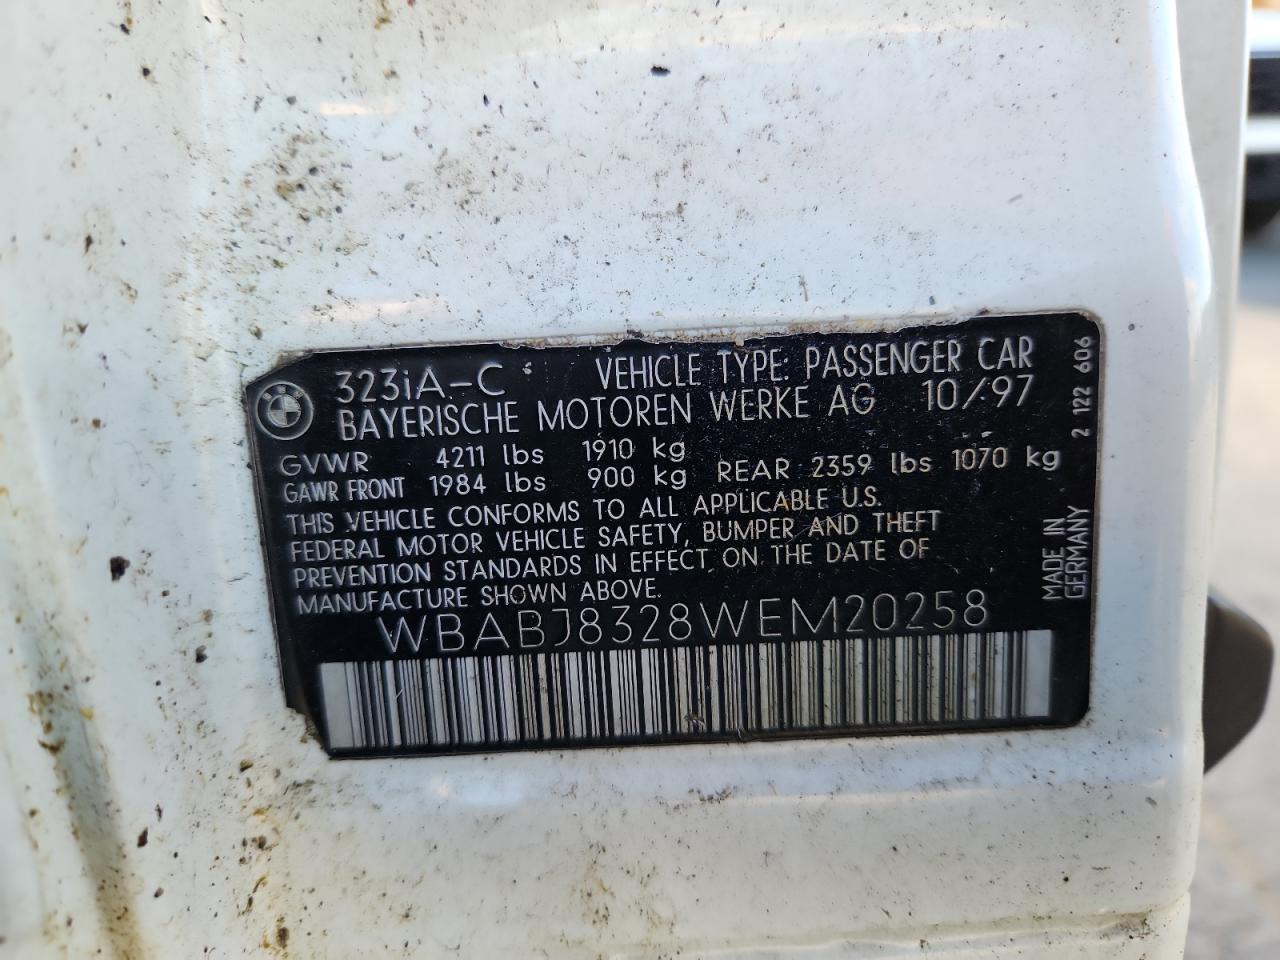 323iA-C VEHICLE TYPE: PASSENGER CAR
BAYERISCHE MOTOREN WERKE AG 10/97
GVWR 4211 lbs 1910 kg
GAWR FRONT 1984 lbs 900 kg REAR 2359 lbs 1070 kg
THIS VEHICLE CONFORMS TO ALL APPLICABLE U.S.
FEDERAL MOTOR VEHICLE SAFETY, BUMPER AND THEFT
PREVENTION STANDARDS IN EFFECT ON THE DATE OF
MANUFACTURE SHOWN ABOVE.
WBABJ8328WEM20258
MADE IN
GERMANY
2 122 606